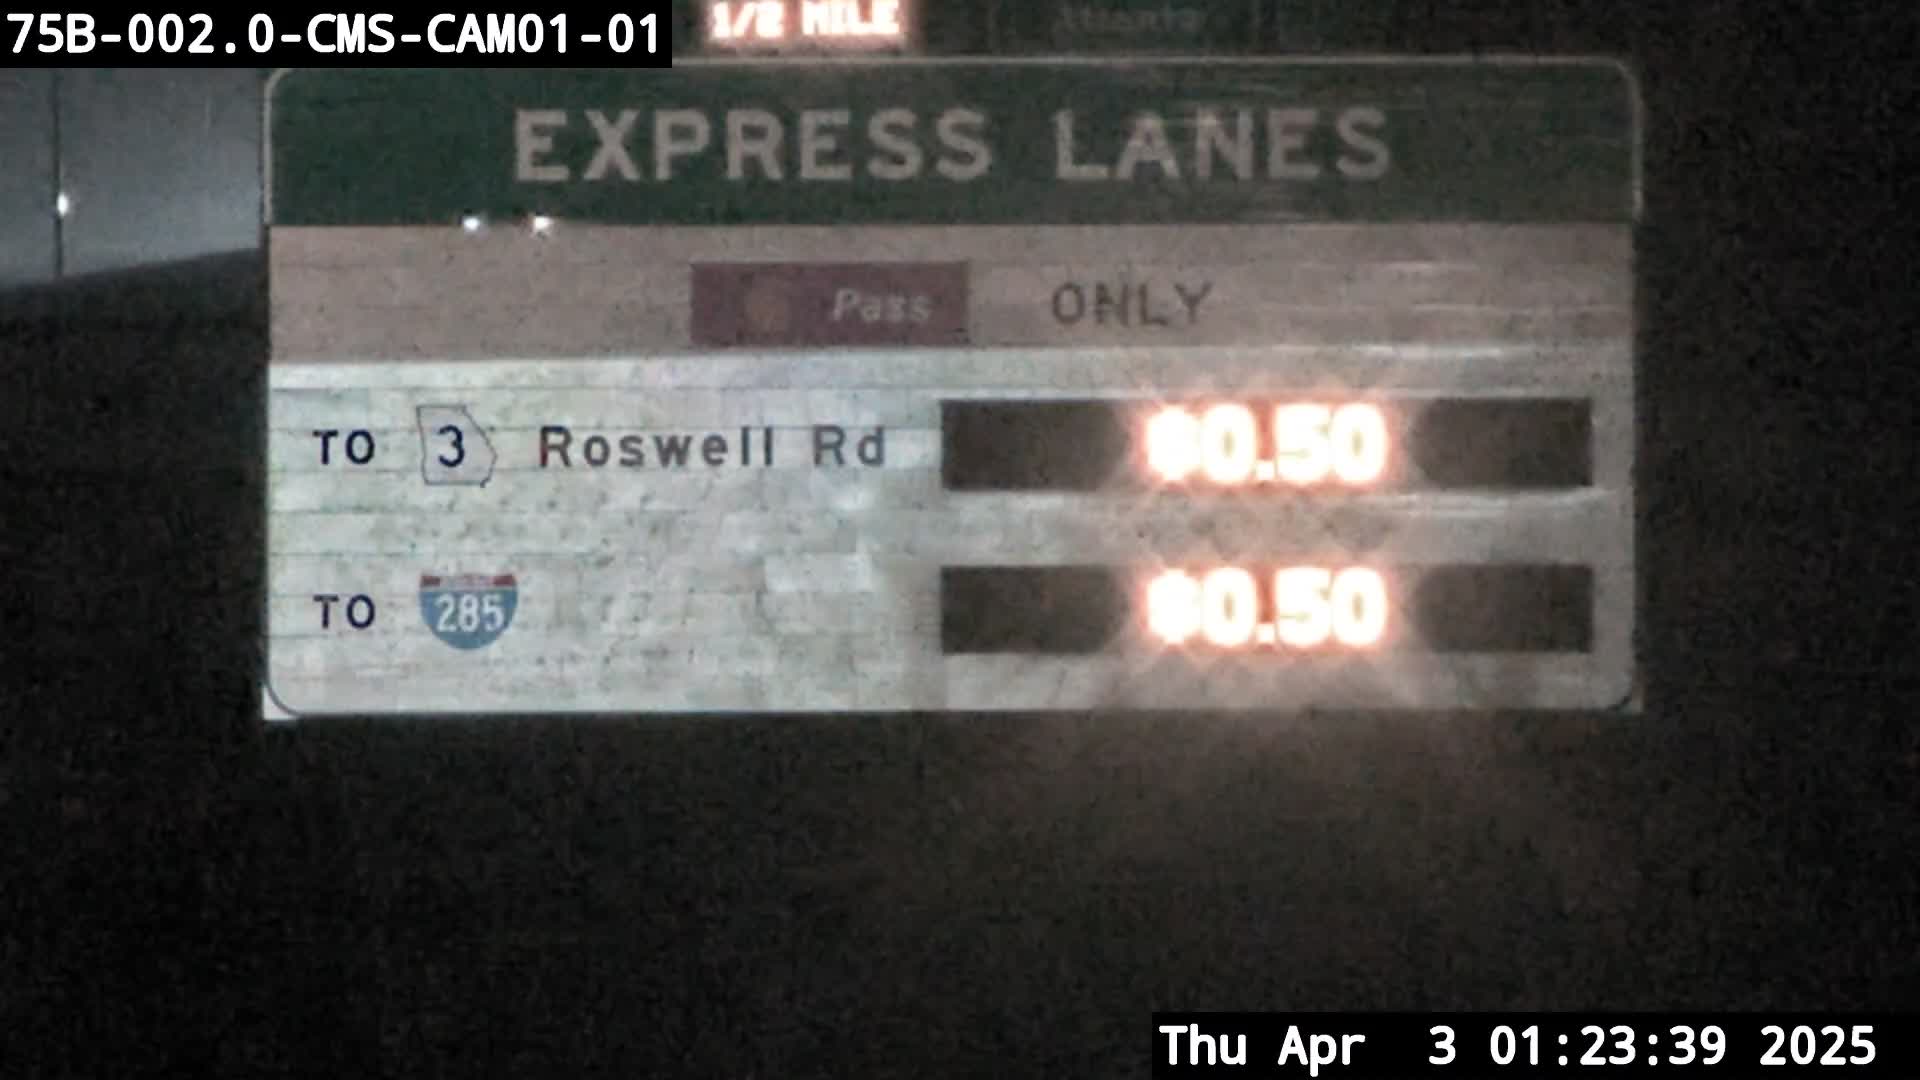 75B-002.0-CMS-CAM01-01
1/2 MILE
Atlanta
EXPRESS LANES
Pass ONLY
TO 3 Roswell Rd $0.50
TO 285 $0.50
Thu Apr 3 01:23:39 2025